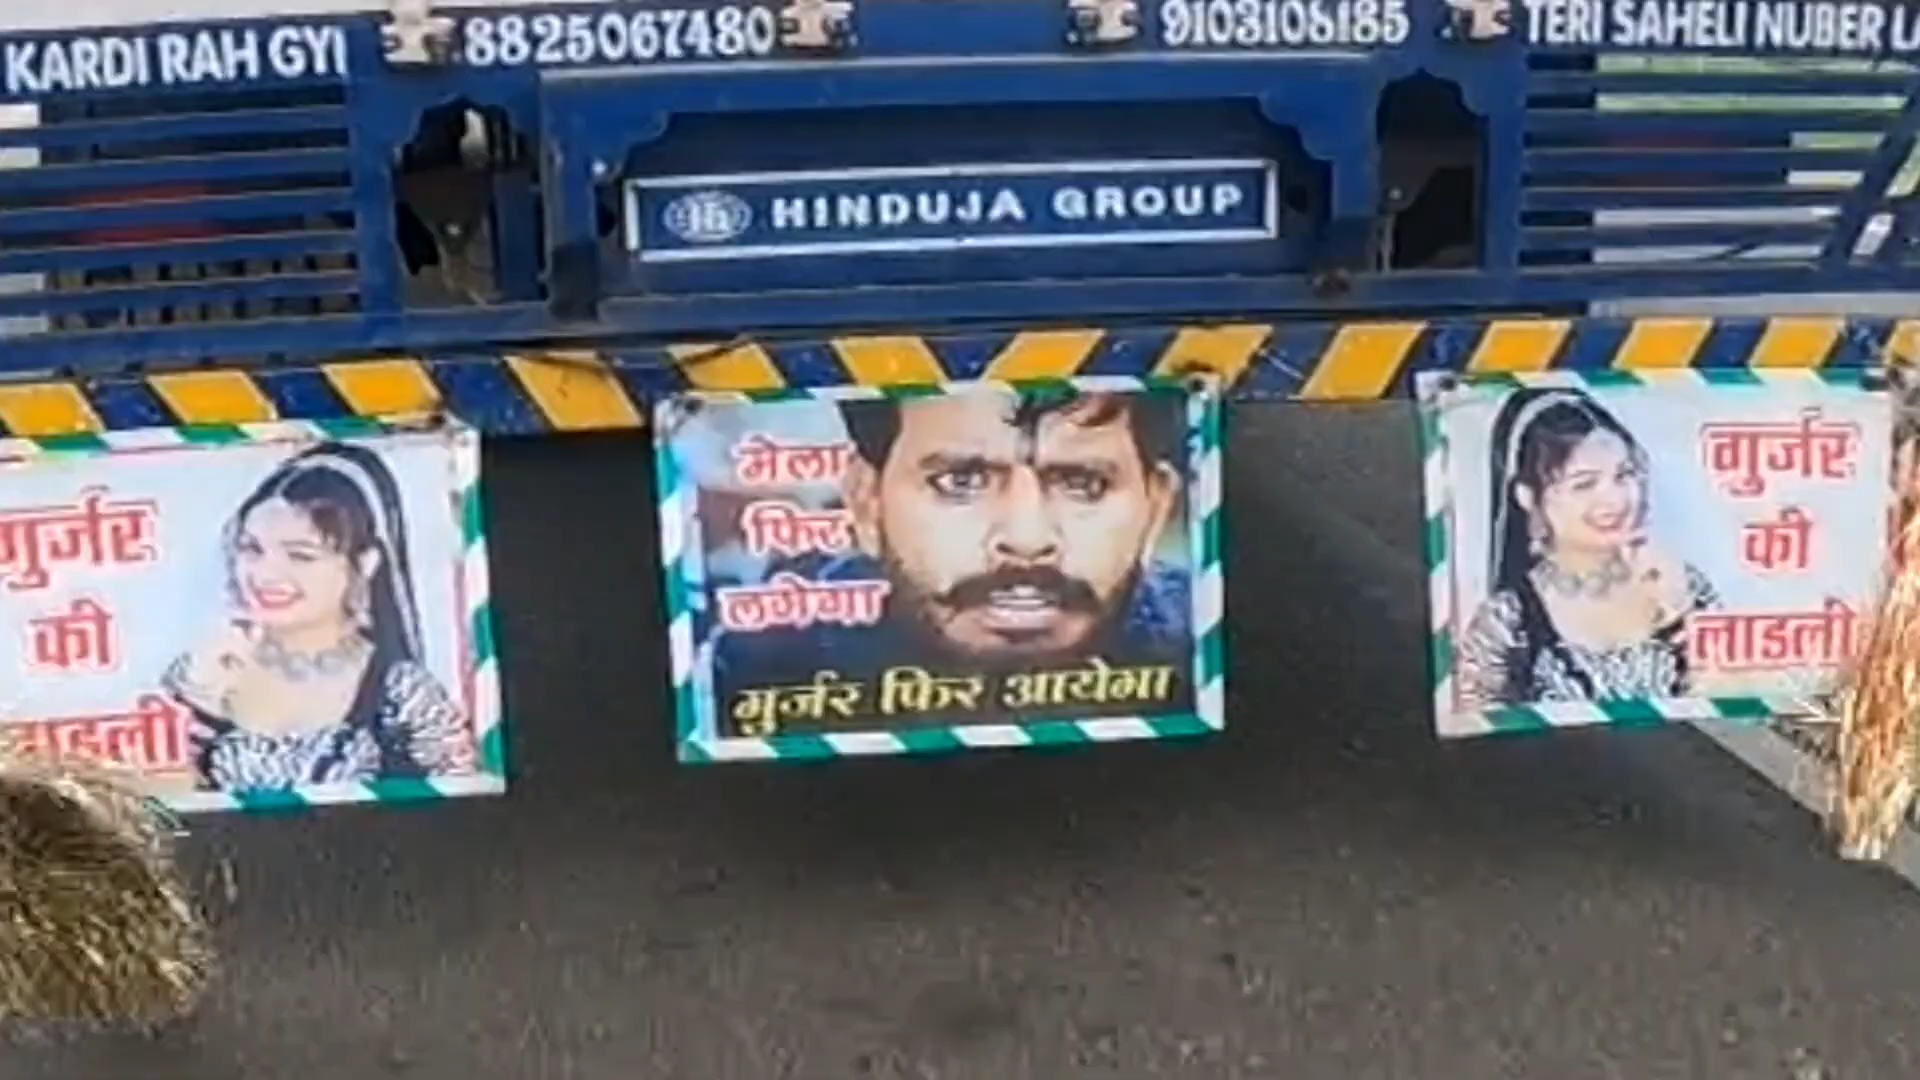 KARDI RAH GYI
8825067480
9103108185
TERI SAHELI NUBER
HINDUJA GROUP
गुर्जर
की
लाडली
मेला
फिर
लगेगा
गुर्जर फिर आयेगा
गुर्जर
की
लाडली